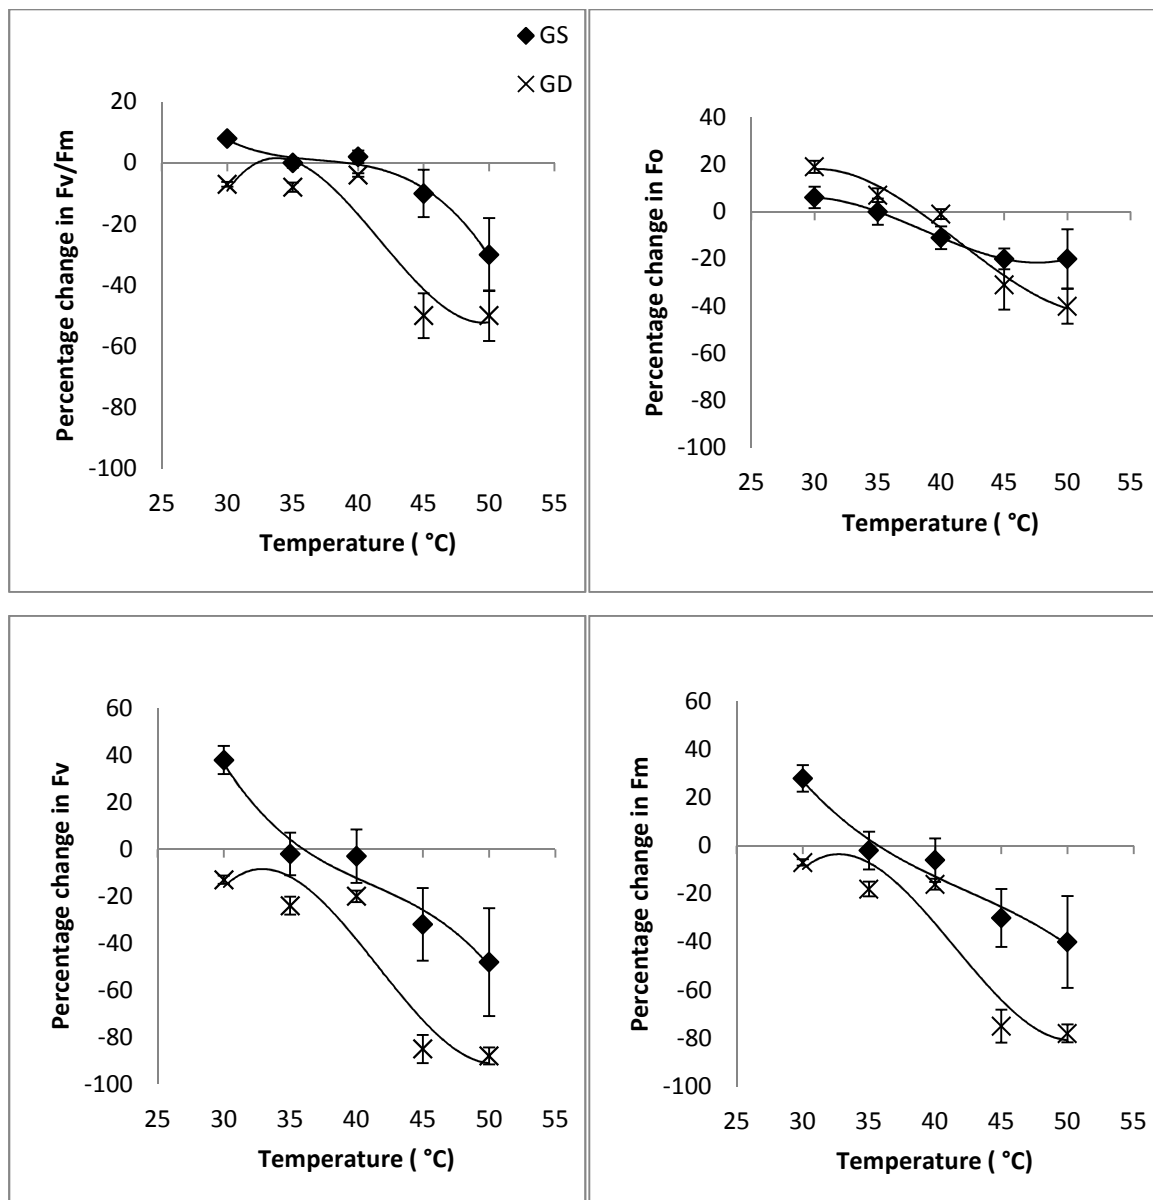 GS
GD
Percentage change in Fv/Fm
20
0
-20
-40
-60
-80
-100
25 30 35 40 45 50 55
Temperature ( °C)
Percentage change in Fo
40
20
0
-20
-40
-60
-80
-100
25 30 35 40 45 50 55
Temperature ( °C)
Percentage change in Fv
60
40
20
0
-20
-40
-60
-80
-100
25 30 35 40 45 50 55
Temperature ( °C)
Percentage change in Fm
60
40
20
0
-20
-40
-60
-80
-100
25 30 35 40 45 50 55
Temperature ( °C)